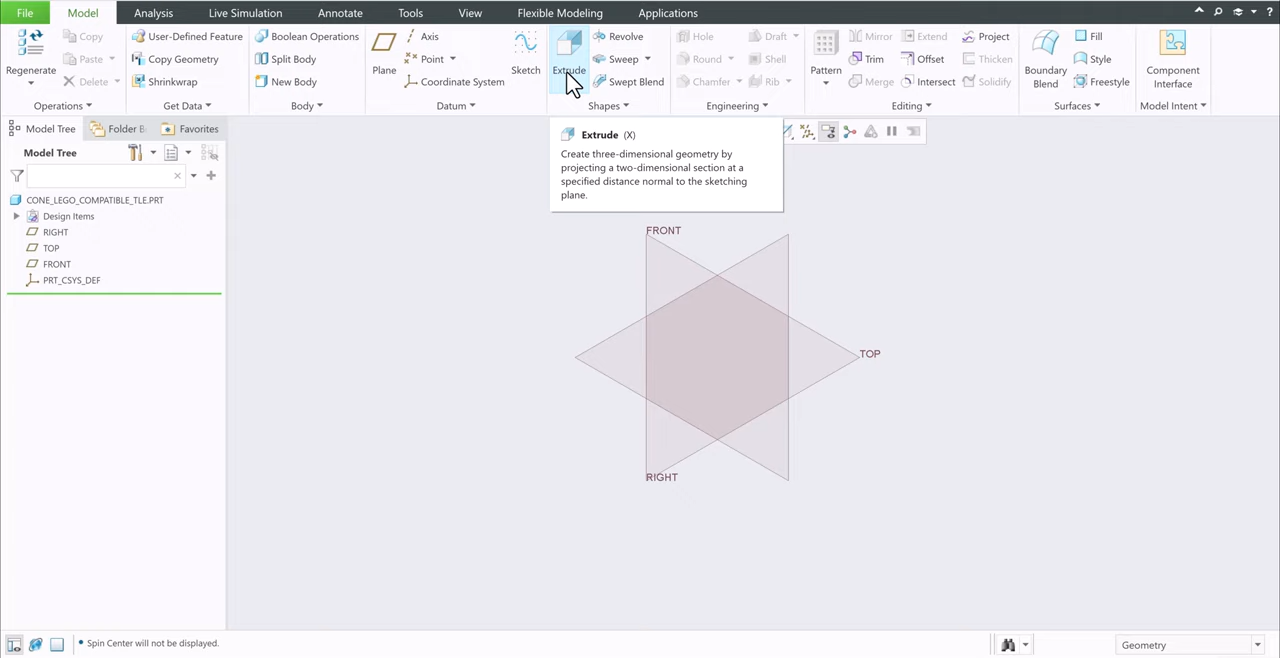 File Model Analysis Live Simulation Annotate Tools View Flexible Modeling Applications
Regenerate
Copy
Paste
Delete
Operations
User-Defined Feature
Copy Geometry
Shrinkwrap
Get Data
Boolean Operations
Split Body
New Body
Body
Plane
Axis
Point
Coordinate System
Sketch
Datum
Extrude
Revolve
Sweep
Swept Blend
Shapes
Hole
Round
Chamfer
Draft
Shell
Rib
Engineering
Pattern
Mirror
Trim
Merge
Extend
Offset
Intersect
Project
Thicken
Solidify
Editing
Boundary
Blend
Fill
Style
Freestyle
Surfaces
Component
Interface
Model Intent
Model Tree Folder B Favorites
Model Tree
CONE_LEGO_COMPATIBLE_TLE.PRT
Design Items
RIGHT
TOP
FRONT
PRT_CSYS_DEF
Extrude (X)
Create three-dimensional geometry by
projecting a two-dimensional section at a
specified distance normal to the sketching
plane.
FRONT
TOP
RIGHT
• Spin Center will not be displayed.
Geometry